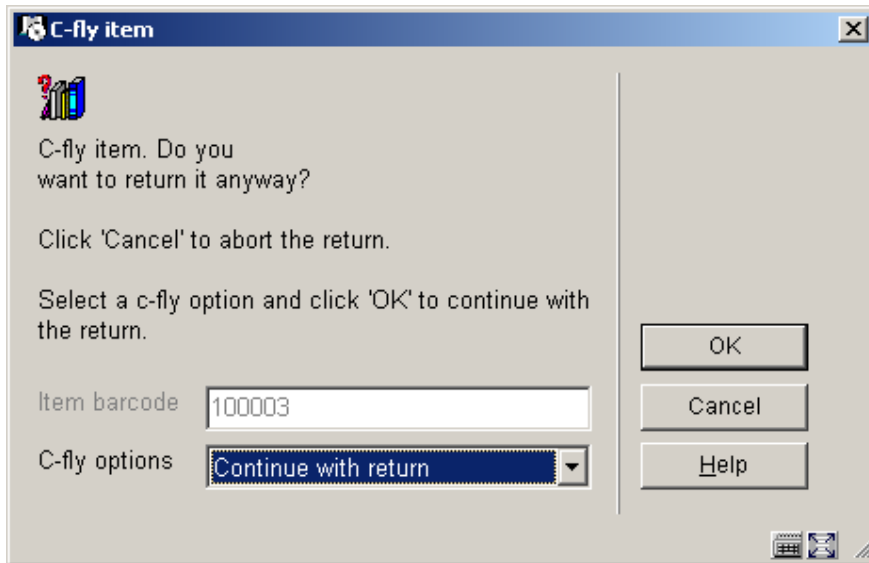 C-fly item
C-fly item. Do you
want to return it anyway?
Click 'Cancel' to abort the return.
Select a c-fly option and click 'OK' to continue with
the return.
Item barcode 100003
C-fly options Continue with return
OK
Cancel
Help